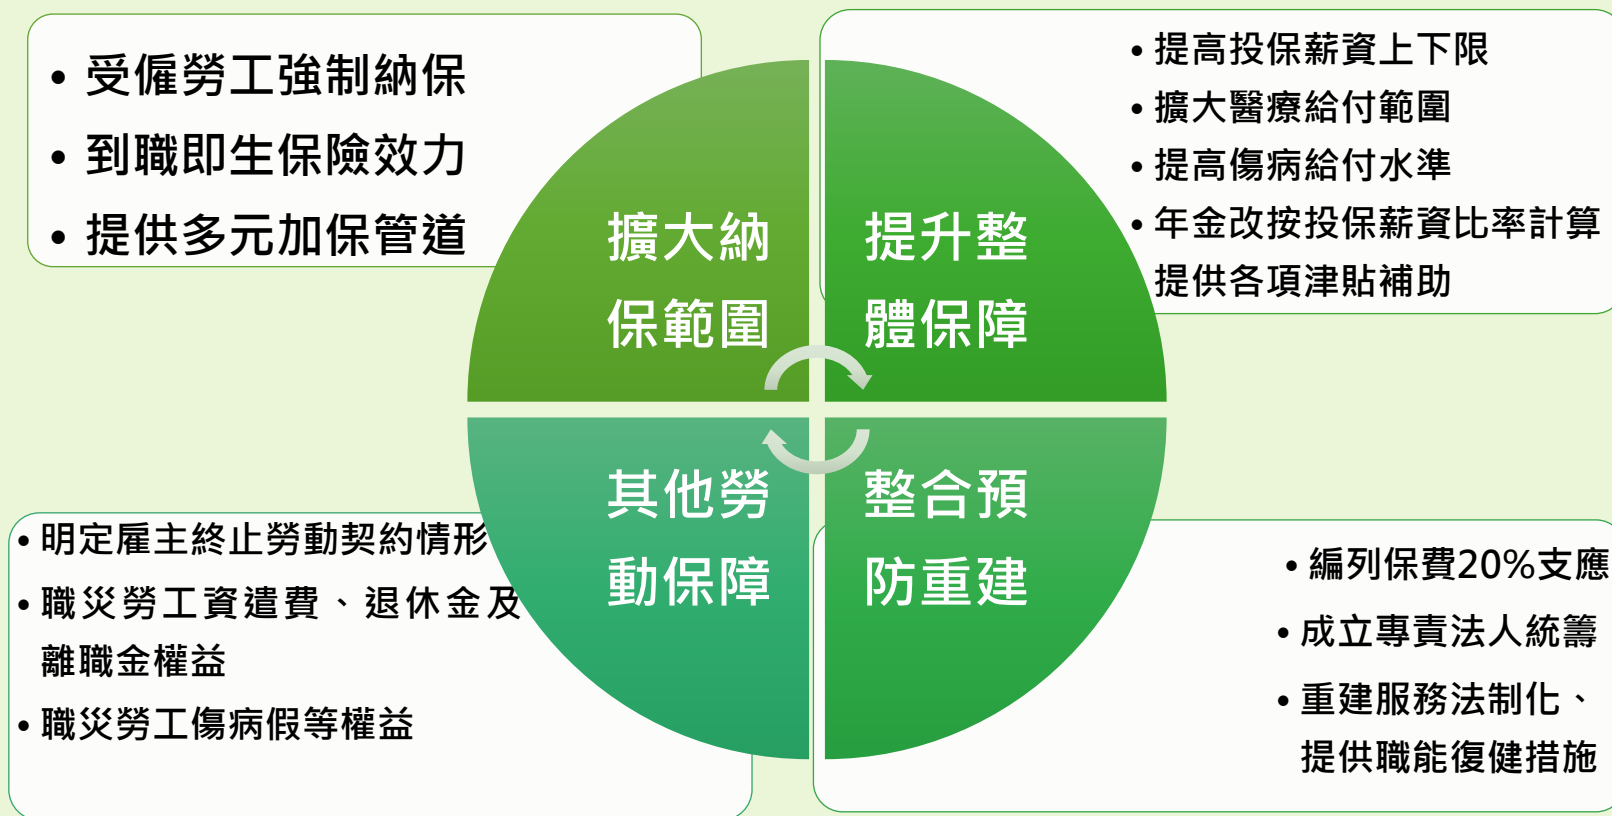 • 受僱勞工強制納保
• 到職即生保險效力
• 提供多元加保管道
擴大納
保範圍
提升整
體保障
• 提高投保薪資上下限
• 擴大醫療給付範圍
• 提高傷病給付水準
• 年金改按投保薪資比率計算
提供各項津貼補助
其他勞
動保障
整合預
防重建
• 明定雇主終止勞動契約情形
• 職災勞工資遣費、退休金及
離職金權益
• 職災勞工傷病假等權益
• 編列保費20%支應
• 成立專責法人統籌
• 重建服務法制化、
提供職能復健措施